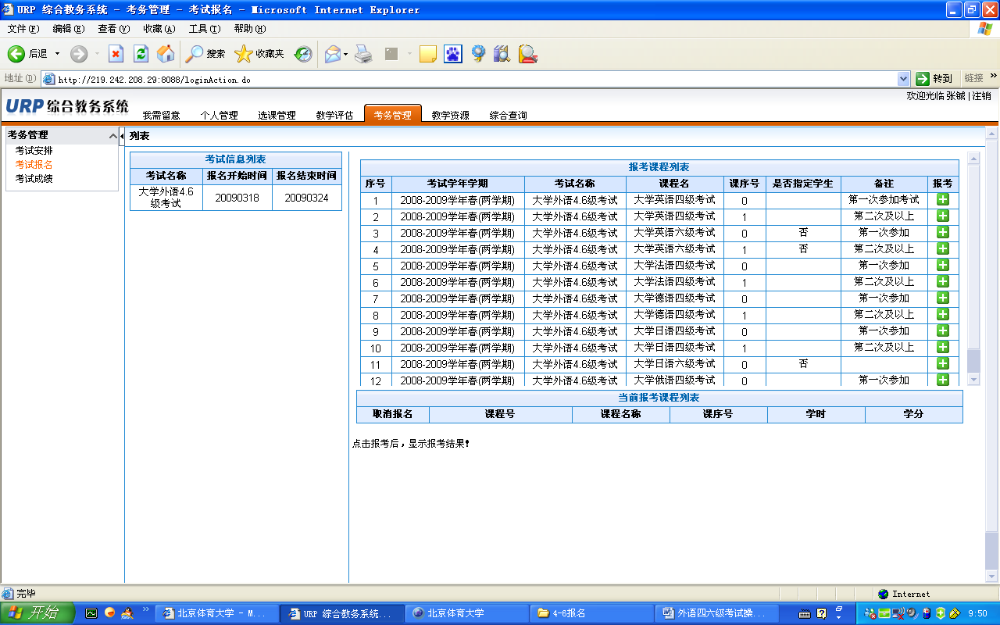 URP 综合教务系统 - 考务管理 - 考试报名 - Microsoft Internet Explorer
文件(F) 编辑(E) 查看(V) 收藏(A) 工具(T) 帮助(H)
后退 搜索 收藏夹
地址(D) http://219.242.208.29:8088/loginAction.do 转到 链接 »
欢迎光临 张铖 | 注销
URP 综合教务系统 我需留意 个人管理 选课管理 教学评估 考务管理 教学资源 综合查询
考务管理
考试安排
考试报名
考试成绩
列表
考试信息列表
考试名称 报名开始时间 报名结束时间
大学外语4.6级考试 20090318 20090324
报考课程列表
序号 考试学年学期 考试名称 课程名 课序号 是否指定学生 备注 报考
1 2008-2009学年春(两学期) 大学外语4.6级考试 大学英语四级考试 0 第一次参加考试
2 2008-2009学年春(两学期) 大学外语4.6级考试 大学英语四级考试 1 第二次及以上
3 2008-2009学年春(两学期) 大学外语4.6级考试 大学英语六级考试 0 否 第一次参加
4 2008-2009学年春(两学期) 大学外语4.6级考试 大学英语六级考试 1 否 第二次及以上
5 2008-2009学年春(两学期) 大学外语4.6级考试 大学法语四级考试 0 第一次参加
6 2008-2009学年春(两学期) 大学外语4.6级考试 大学法语四级考试 1 第二次及以上
7 2008-2009学年春(两学期) 大学外语4.6级考试 大学德语四级考试 0 第一次参加
8 2008-2009学年春(两学期) 大学外语4.6级考试 大学德语四级考试 1 第二次及以上
9 2008-2009学年春(两学期) 大学外语4.6级考试 大学日语四级考试 0 第一次参加
10 2008-2009学年春(两学期) 大学外语4.6级考试 大学日语四级考试 1 第二次及以上
11 2008-2009学年春(两学期) 大学外语4.6级考试 大学日语六级考试 0 否
12 2008-2009学年春(两学期) 大学外语4.6级考试 大学俄语四级考试 0 第一次参加
当前报考课程列表
取消报名 课程号 课程名称 课序号 学时 学分
点击报考后，显示报考结果!
完毕 Internet
开始 » 北京体育大学 - M... URP 综合教务系统... 北京体育大学 4-6报名 外语四六级考试操... 9:50